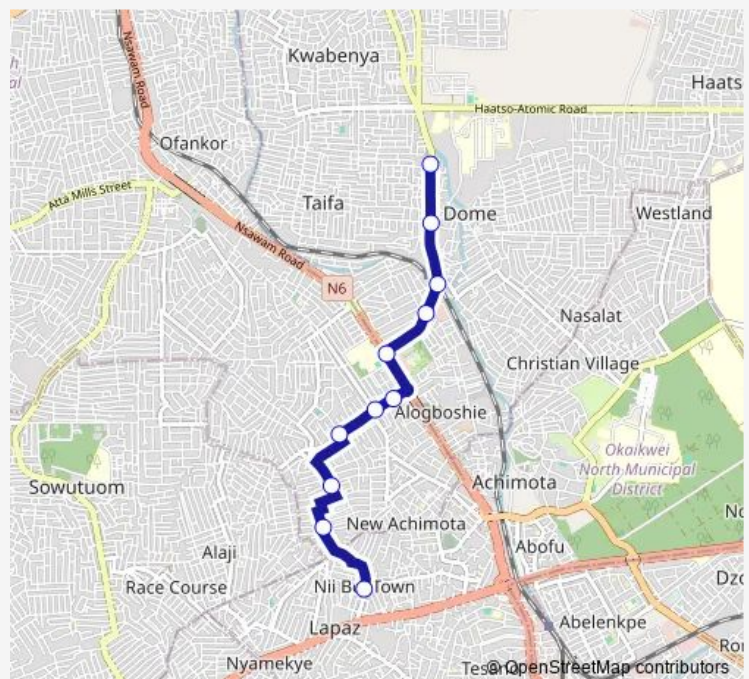 Kwabenya
Haatso-Atomic Road
Haats
Nsawam Road
Ofankor
Atta Mills Street
Taifa
Dome
Westland
Nsawam Road
N6
Nasalat
Christian Village
Alogboshie
Okaikwei
North Municipal
District
Sowutuom
Achimota
New Achimota
Abofu
Alaji
Race Course
Nii B
Town
Lapaz
Abelenkpe
Nyamekye
© OpenStreetMap contributors